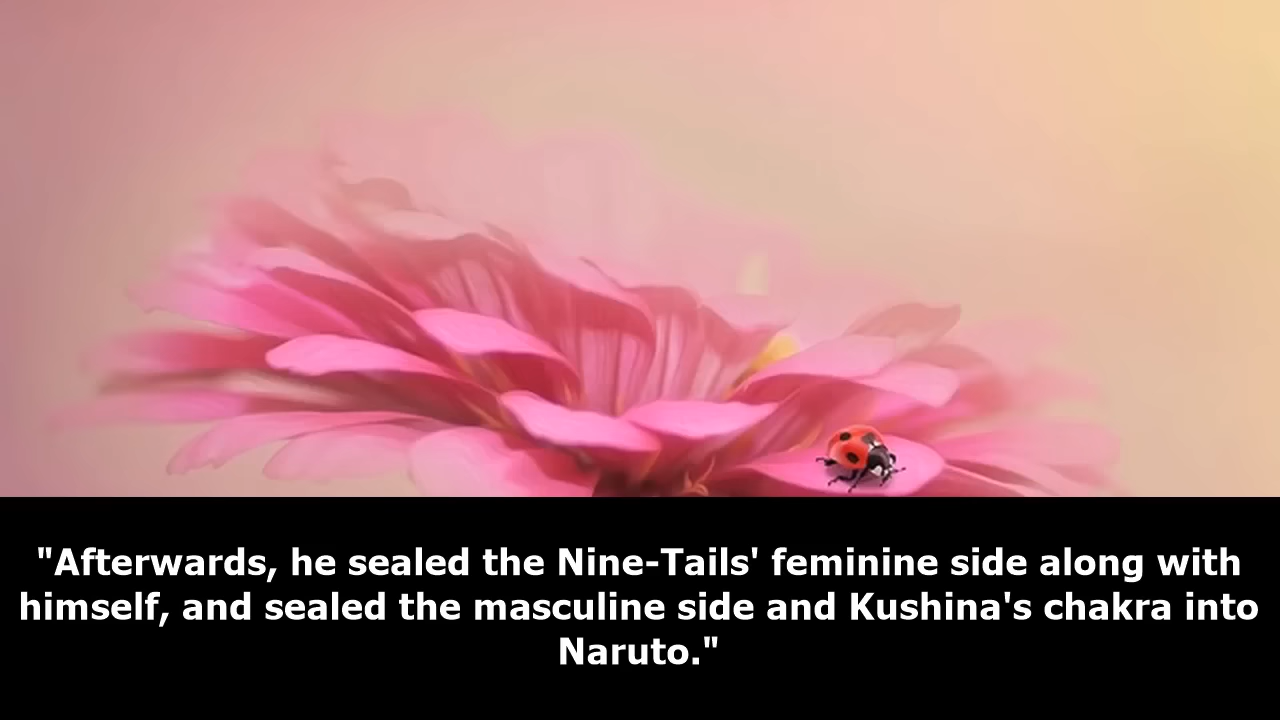 "Afterwards, he sealed the Nine-Tails' feminine side along with
himself, and sealed the masculine side and Kushina's chakra into
Naruto."